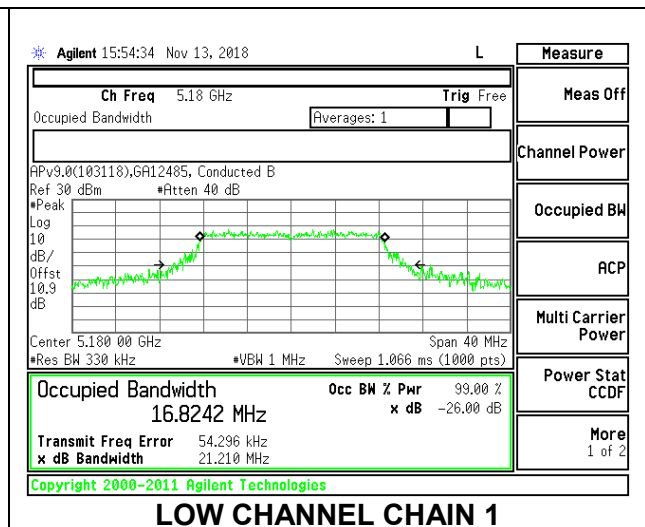 Agilent 15:54:34 Nov 13, 2018 L
Measure
Ch Freq 5.18 GHz Trig Free
Occupied Bandwidth Averages: 1
Meas Off
Channel Power
APv9.0(103118),GA12485, Conducted B
Ref 30 dBm #Atten 40 dB
#Peak
Log
10
dB/
Offst
10.9
dB
Occupied BW
ACP
Center 5.180 00 GHz Span 40 MHz
#Res BW 330 kHz #VBW 1 MHz Sweep 1.066 ms (1000 pts)
Multi Carrier
Power
Occupied Bandwidth Occ BW % Pwr 99.00 %
16.8242 MHz x dB -26.00 dB
Transmit Freq Error 54.296 kHz
x dB Bandwidth 21.210 MHz
Power Stat
CCDF
More
1 of 2
Copyright 2000-2011 Agilent Technologies
LOW CHANNEL CHAIN 1